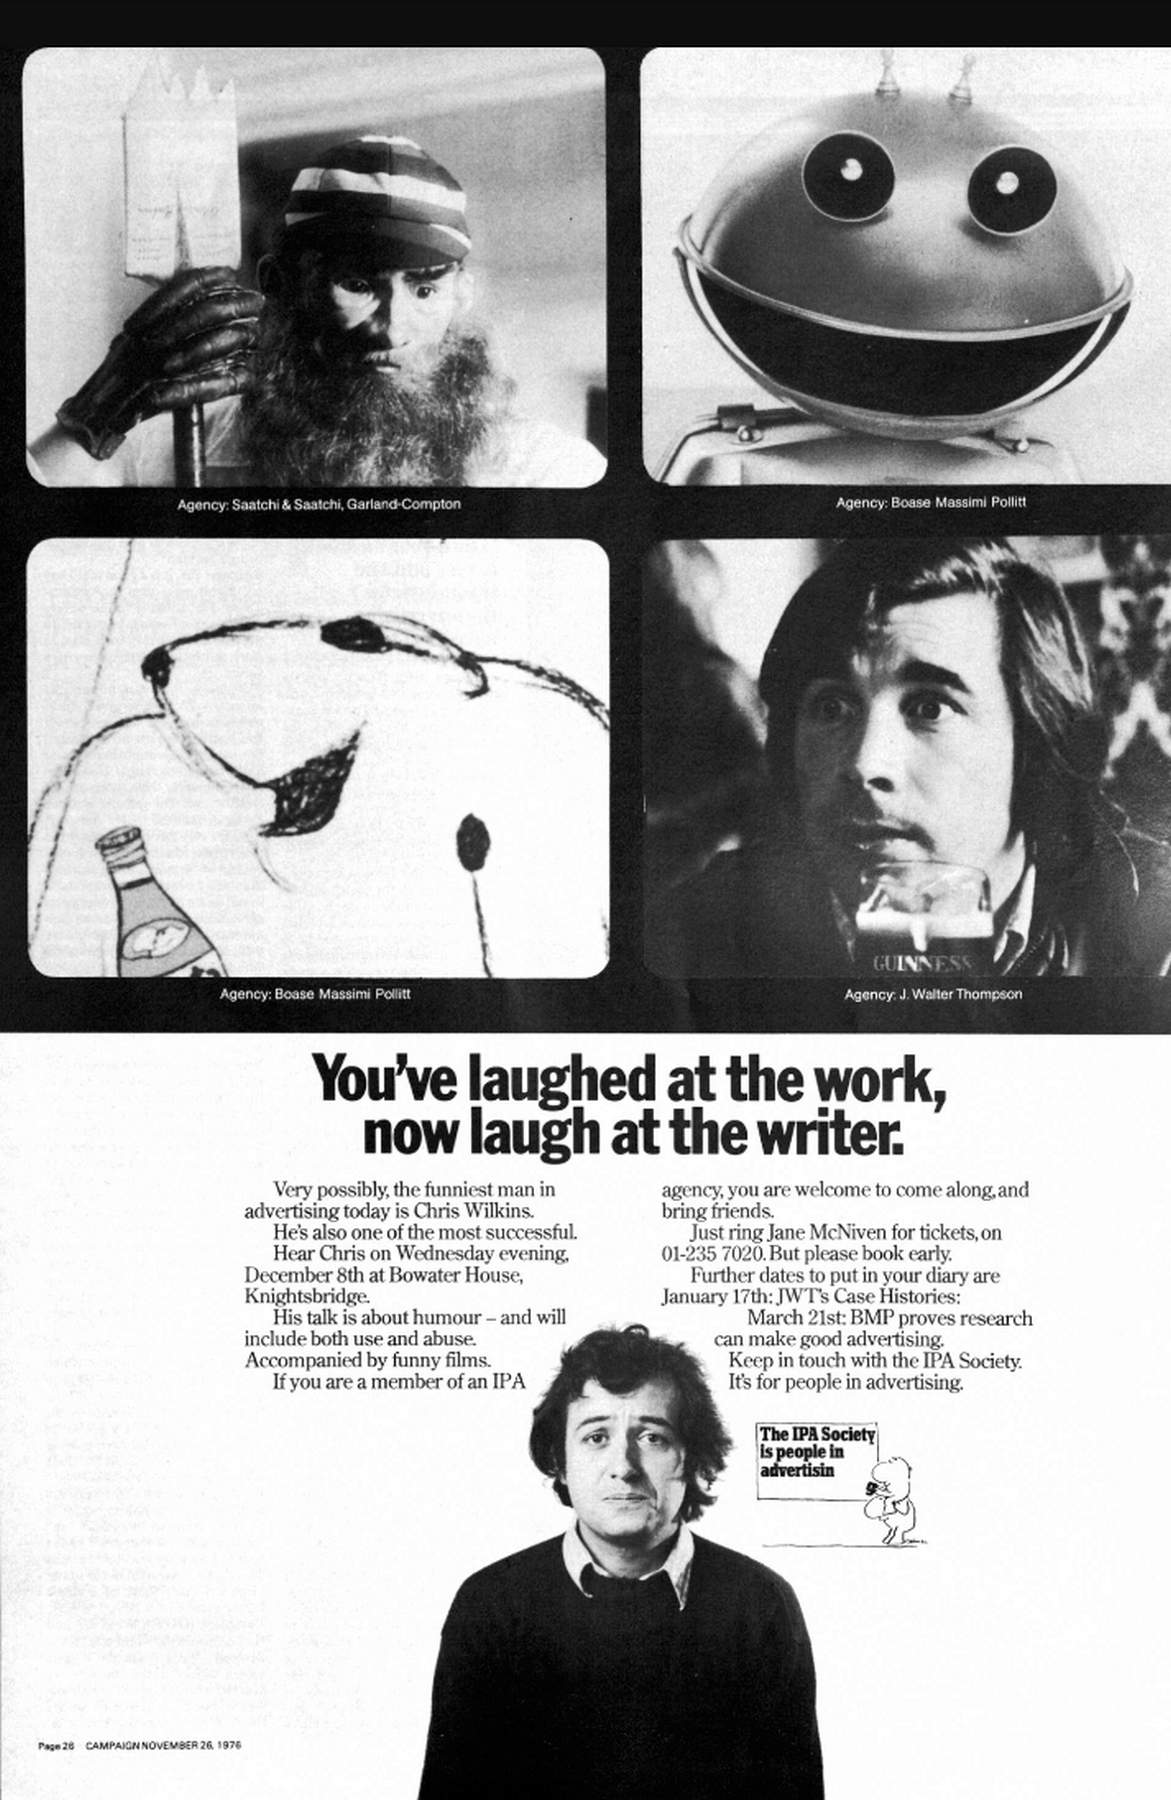 Agency: Saatchi & Saatchi, Garland-Compton
Agency: Boase Massimi Pollitt
GUINNESS
Agency: Boase Massimi Pollitt
Agency: J. Walter Thompson
You've laughed at the work,
now laugh at the writer.
Very possibly, the funniest man in
advertising today is Chris Wilkins.
He's also one of the most successful.
Hear Chris on Wednesday evening,
December 8th at Bowater House,
Knightsbridge.
His talk is about humour – and will
include both use and abuse.
Accompanied by funny films.
If you are a member of an IPA
agency, you are welcome to come along, and
bring friends.
Just ring Jane McNiven for tickets, on
01-235 7020. But please book early.
Further dates to put in your diary are
January 17th: JWT's Case Histories:
March 21st: BMP proves research
can make good advertising.
Keep in touch with the IPA Society.
It's for people in advertising.
The IPA Society
is people in
advertisin
g
Page 26 CAMPAIGN NOVEMBER 26, 1976